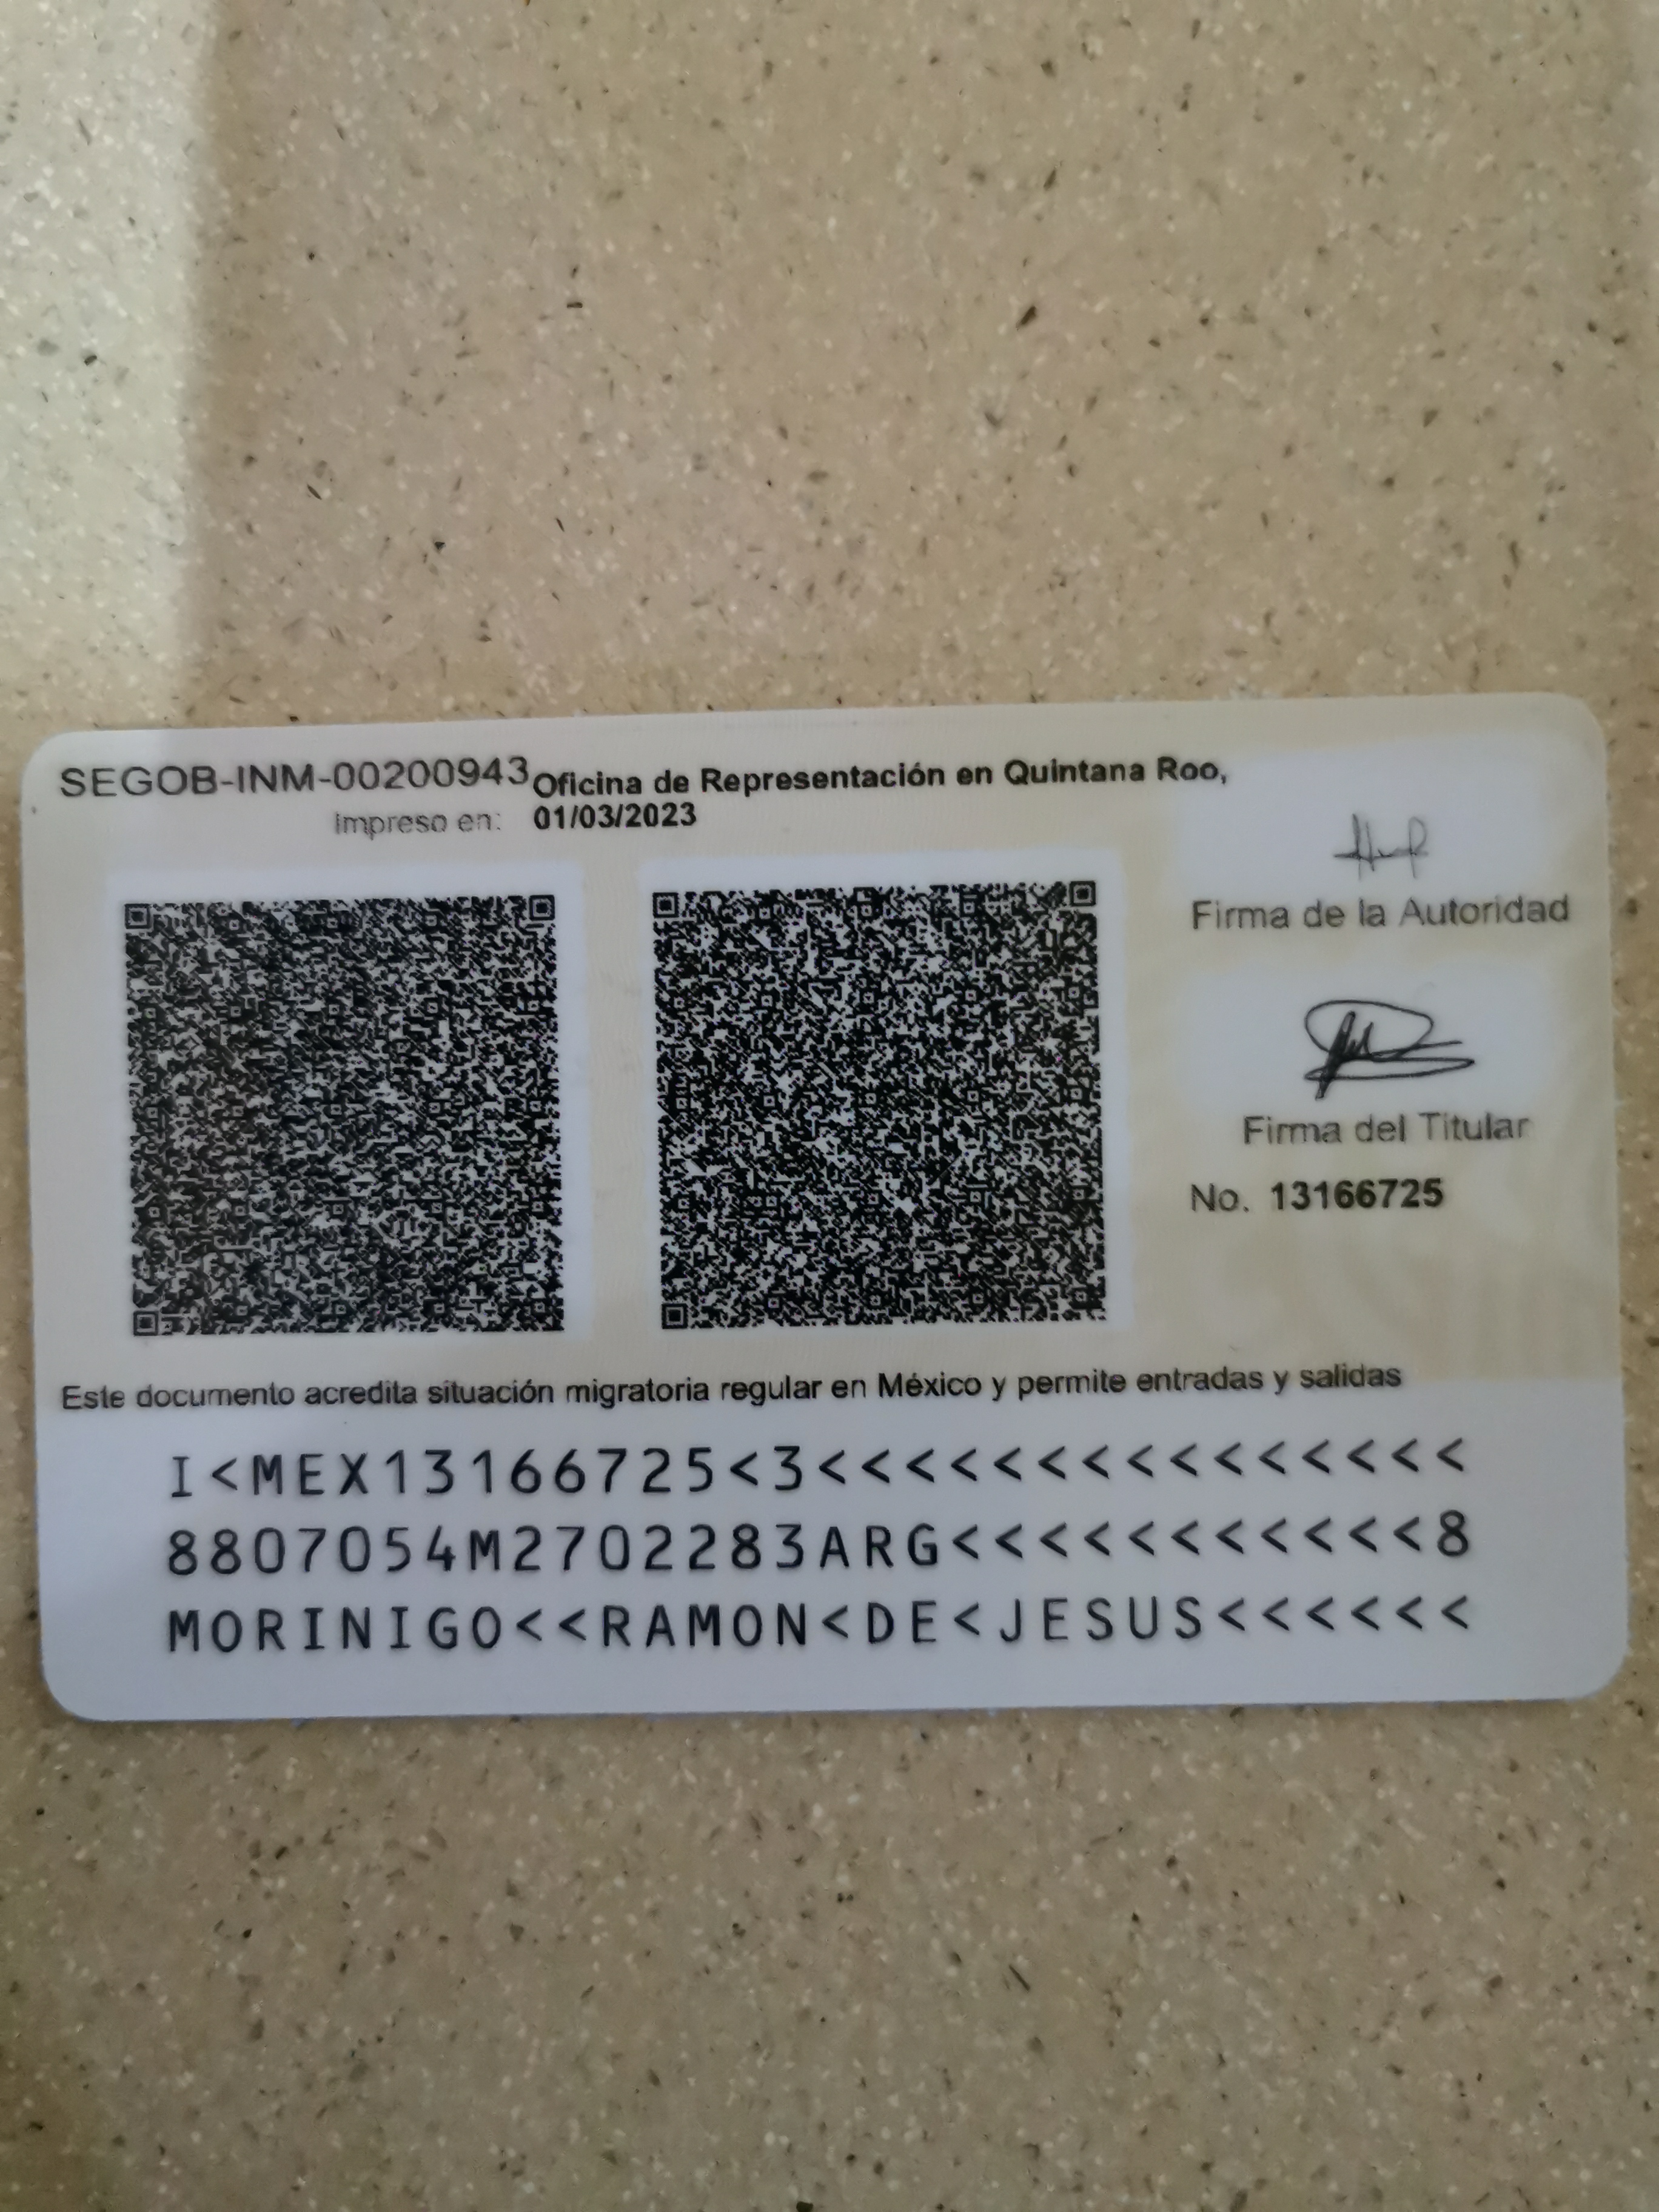 SEGOB-INM-00200943 Oficina de Representación en Quintana Roo,
Impreso en: 01/03/2023
Firma de la Autoridad
Firma del Titular
No. 13166725
Este documento acredita situación migratoria regular en México y permite entradas y salidas
I<MEX13166725<3<<<<<<<<<<<<<<<
8807054M2702283ARG<<<<<<<<<<<8
MORINIGO<<RAMON<DE<JESUS<<<<<<